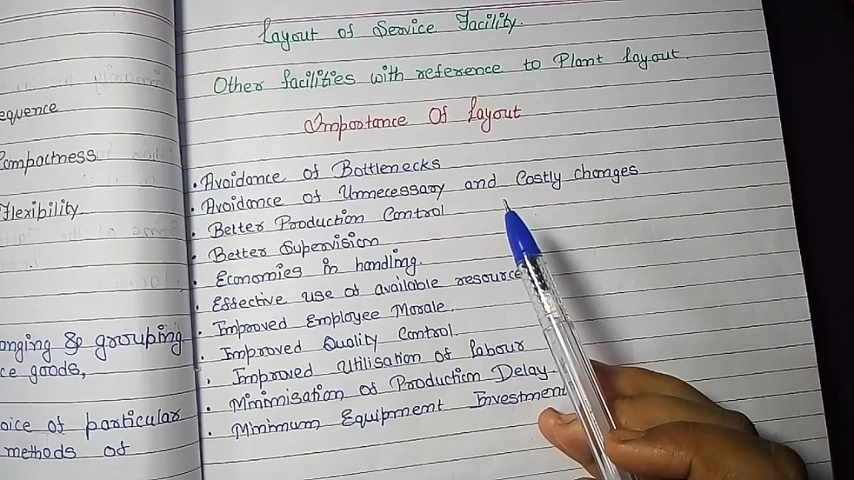 equence
ompactness
Flexibility
anging & grouping
ce goods,
oice of particular
methods of
Layout of Service Facility.
Other facilities with reference to Plant layout.
Importance Of Layout
• Avoidance of Bottlenecks
• Avoidance of Unnecessary and Costly changes
• Better Production Control
• Better Supervision
• Economies in handling.
• Effective use of available resource
• Improved Employee Morale.
• Improved Quality Control
• Improved Utilisation of labour
• Minimisation of Production Delay
• Minimum Equipment Investment